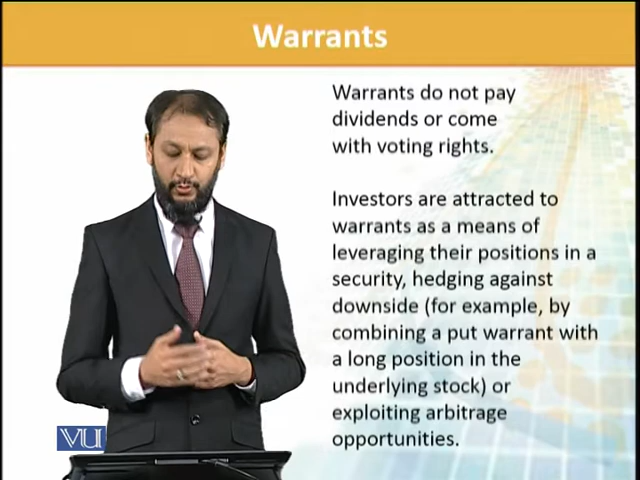 Warrants
Warrants do not pay
dividends or come
with voting rights.
Investors are attracted to
warrants as a means of
leveraging their positions in a
security, hedging against
downside (for example, by
combining a put warrant with
a long position in the
underlying stock) or
exploiting arbitrage
opportunities.
VU